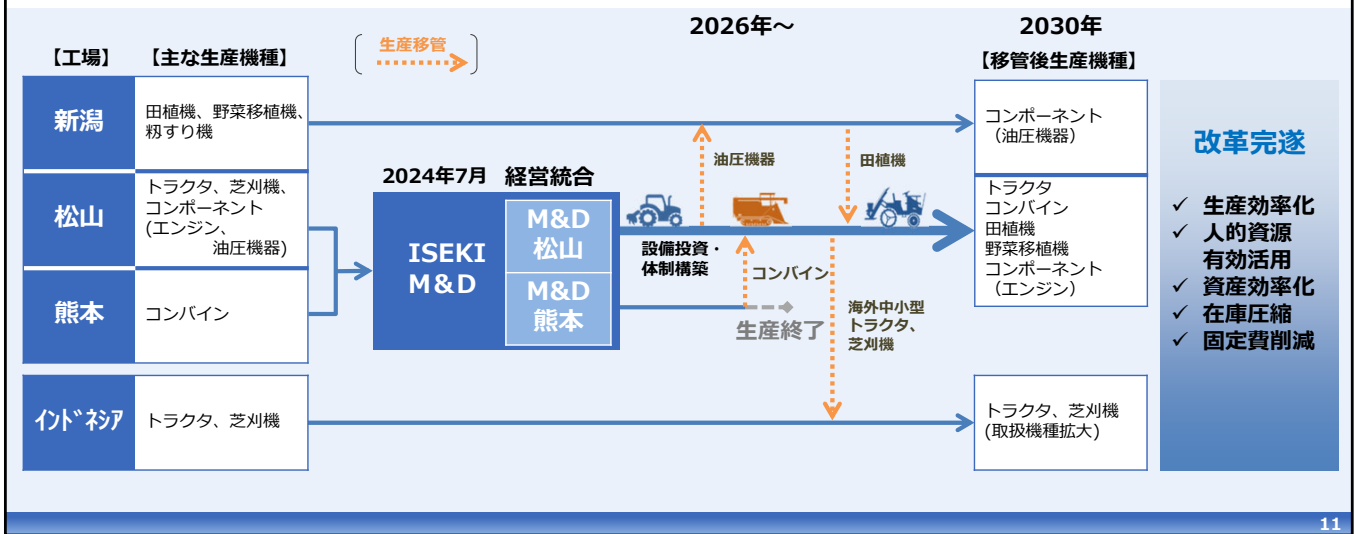 2026年～
2030年
【工場】
【主な生産機種】
生産移管
【移管後生産機種】
新潟
田植機、野菜移植機、
籾すり機
コンポーネント
（油圧機器）
油圧機器
田植機
松山
トラクタ、芝刈機、
コンポーネント
(エンジン、
油圧機器)
2024年7月 経営統合
ISEKI
M&D
M&D
松山
M&D
熊本
設備投資・
体制構築
コンバイン
生産終了
海外中小型
トラクタ、
芝刈機
トラクタ
コンバイン
田植機
野菜移植機
コンポーネント
（エンジン）
熊本
コンバイン
ｲﾝﾄﾞﾈｼｱ
トラクタ、芝刈機
トラクタ、芝刈機
(取扱機種拡大)
改革完遂
✓ 生産効率化
✓ 人的資源
有効活用
✓ 資産効率化
✓ 在庫圧縮
✓ 固定費削減
11